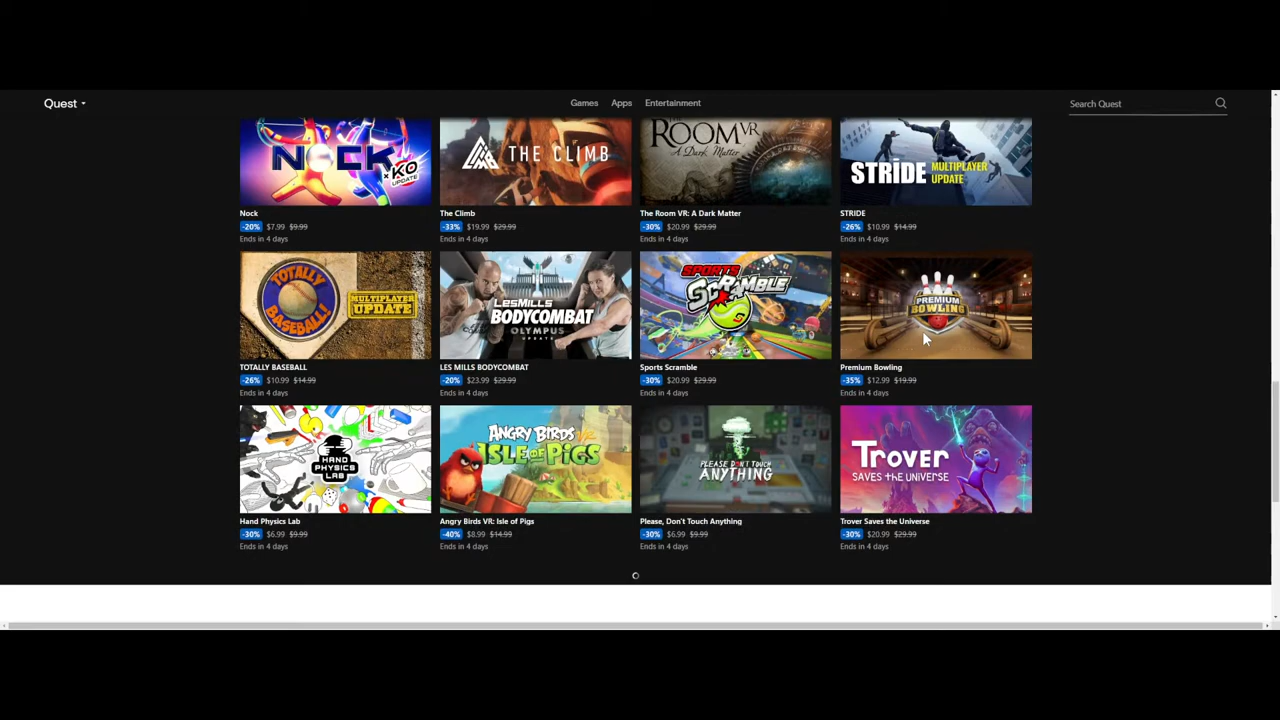 Quest
Games Apps Entertainment
Search Quest
NOCK
x KO
UPDATE
THE CLIMB
THE
ROOM VR
A Dark Matter
STRIDE MULTIPLAYER
UPDATE
Nock
-20% $7.99 $9.99
Ends in 4 days
The Climb
-33% $19.99 $29.99
Ends in 4 days
The Room VR: A Dark Matter
-30% $20.99 $29.99
Ends in 4 days
STRIDE
-26% $10.99 $14.99
Ends in 4 days
TOTALLY
BASEBALL!
MULTIPLAYER
UPDATE
LESMILLS
BODYCOMBAT
OLYMPUS
UPDATE
SPORTS
SCRAMBLE
PREMIUM
BOWLING
TOTALLY BASEBALL
-26% $10.99 $14.99
Ends in 4 days
LES MILLS BODYCOMBAT
-20% $23.99 $29.99
Ends in 4 days
Sports Scramble
-30% $20.99 $29.99
Ends in 4 days
Premium Bowling
-35% $12.99 $19.99
Ends in 4 days
HAND
PHYSICS
LAB
ANGRY BIRDS VR
ISLE OF PIGS
PLEASE DON'T TOUCH
ANYTHING
Trover
SAVES THE UNIVERSE
Hand Physics Lab
-30% $6.99 $9.99
Ends in 4 days
Angry Birds VR: Isle of Pigs
-40% $8.99 $14.99
Ends in 4 days
Please, Don't Touch Anything
-30% $6.99 $9.99
Ends in 4 days
Trover Saves the Universe
-30% $20.99 $29.99
Ends in 4 days